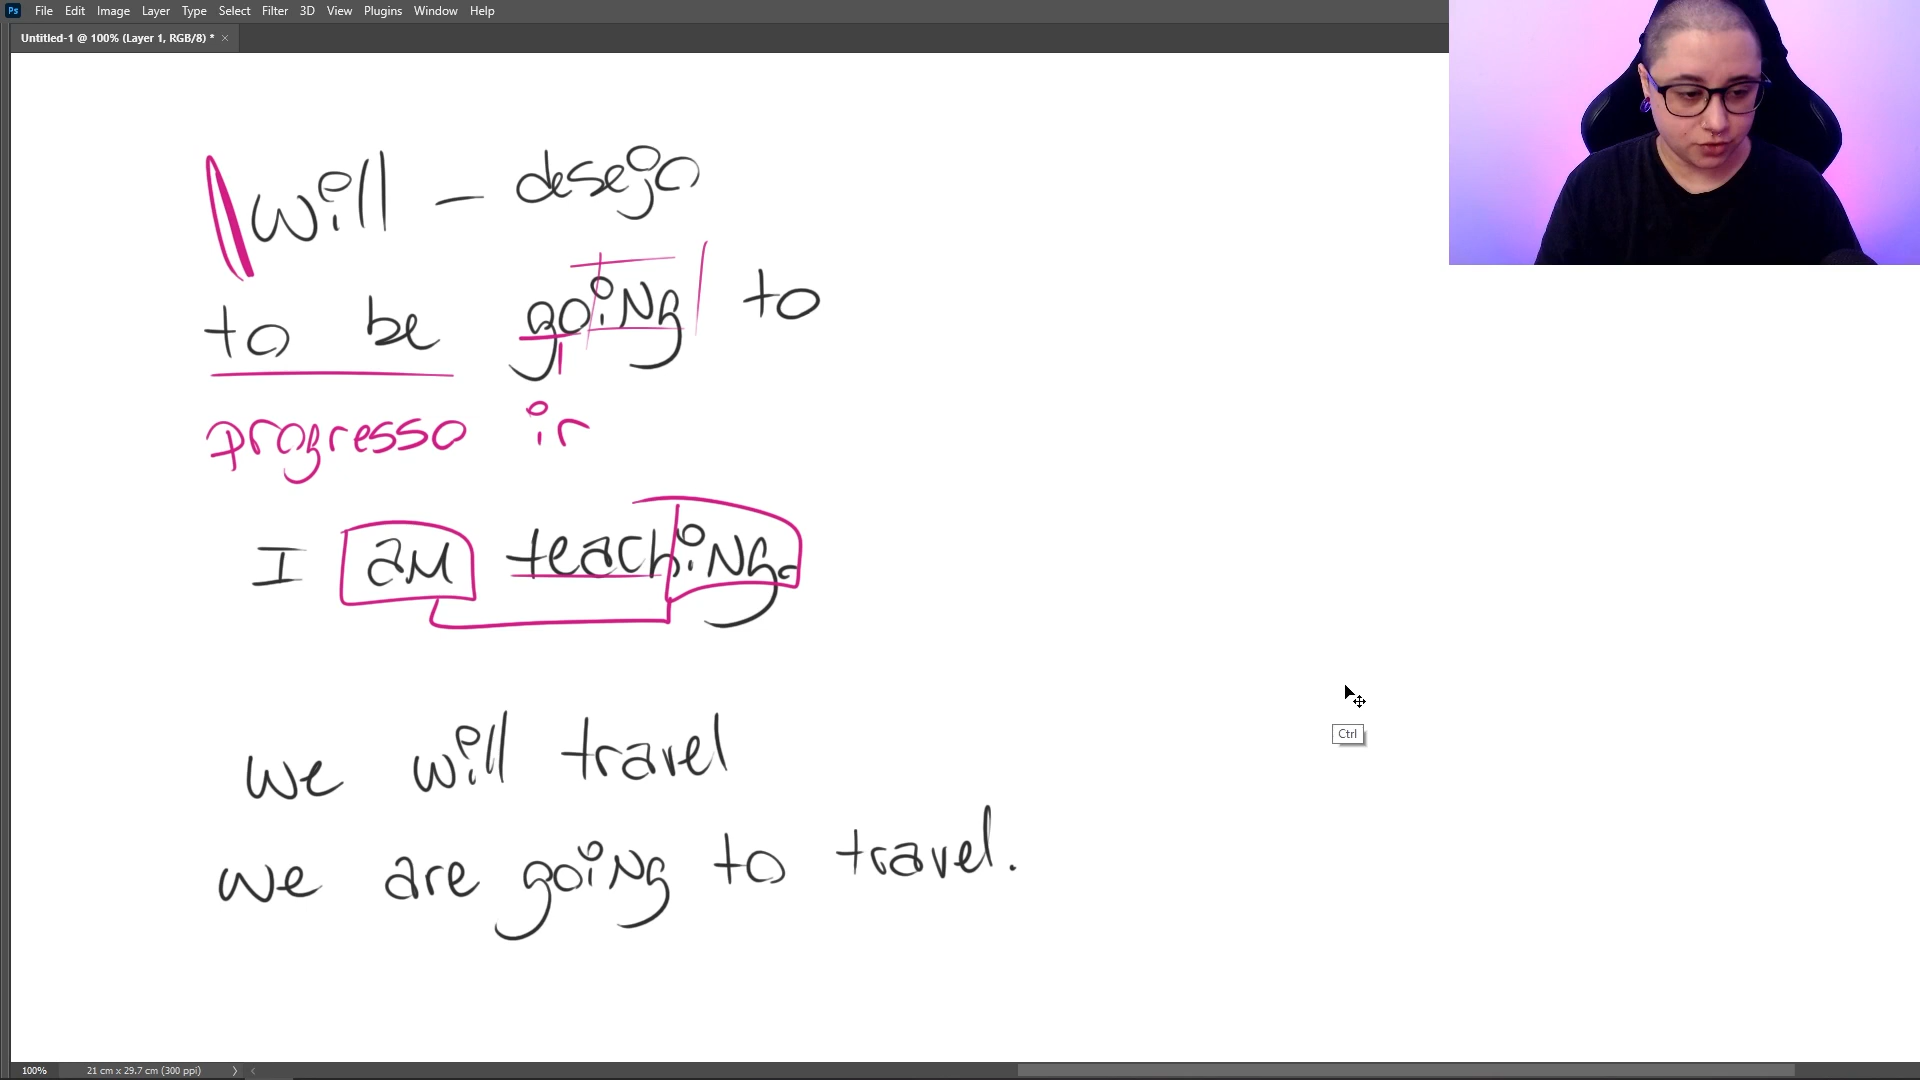 Ps File Edit Image Layer Type Select Filter 3D View Plugins Window Help
Untitled-1 @ 100% (Layer 1, RGB/8) * ×
will - desejo
to be going to
progresso ir
I am teaching.
we will travel
we are going to travel.
Ctrl
100% 21 cm x 29.7 cm (300 ppi)